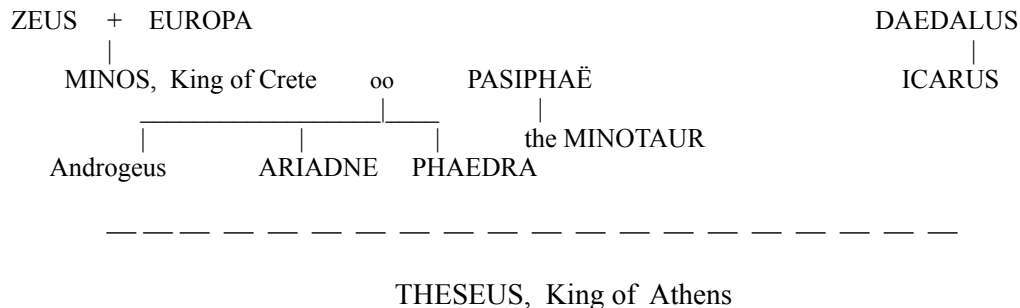 ZEUS + EUROPA DAEDALUS
MINOS, King of Crete oo PASIPHAË ICARUS
the MINOTAUR
Androgeus ARIADNE PHAEDRA
THESEUS, King of Athens